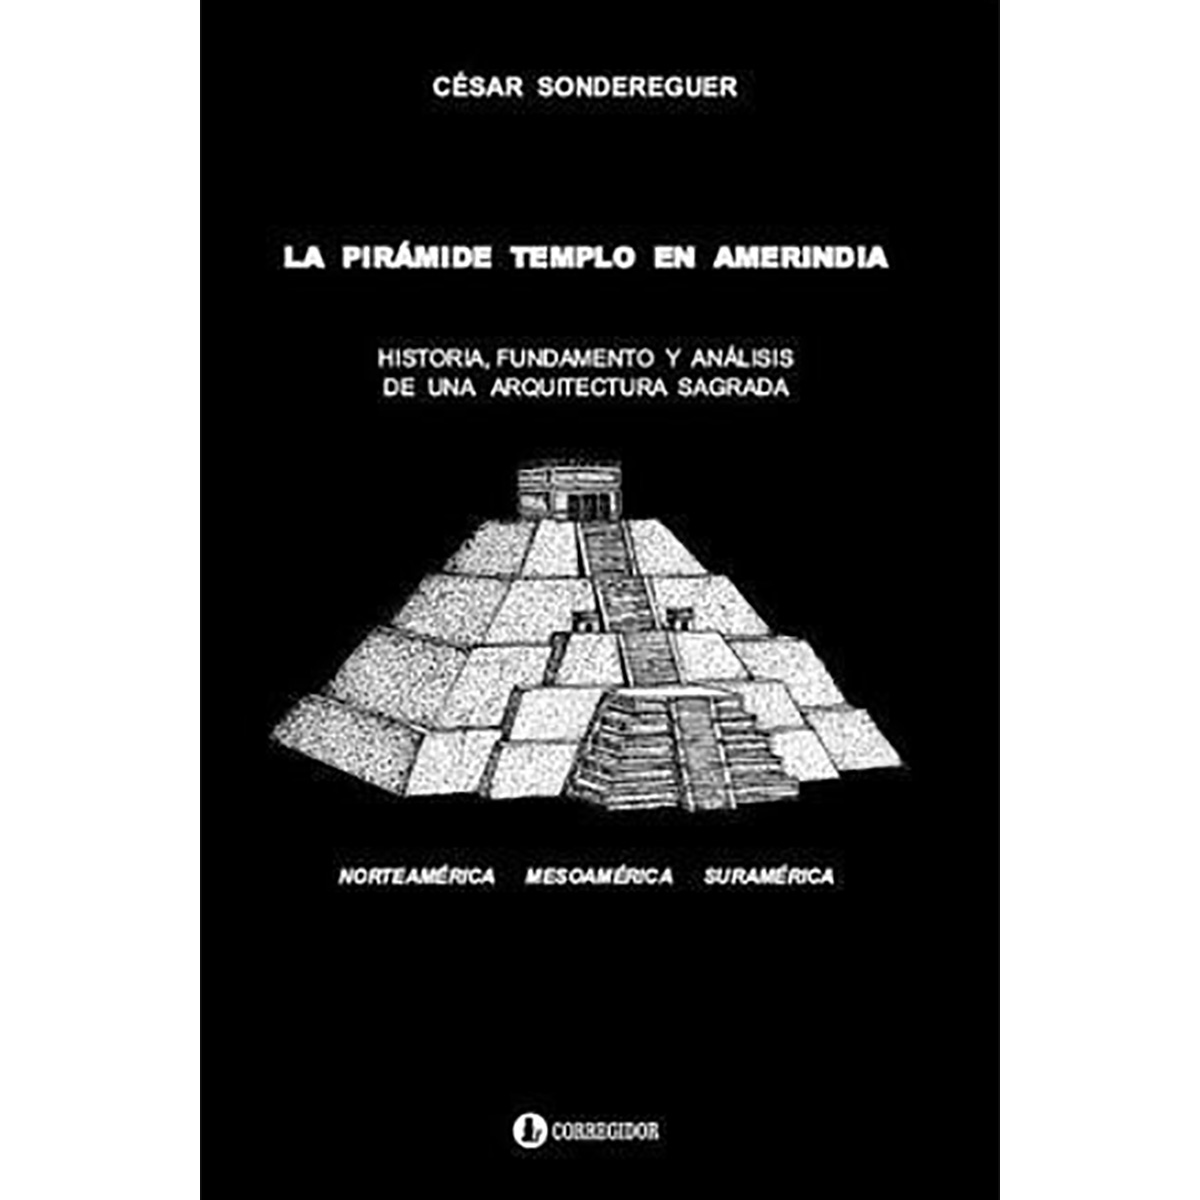 CÉSAR SONDEREGUER
LA PIRÁMIDE TEMPLO EN AMERINDIA
HISTORIA, FUNDAMENTO Y ANÁLISIS
DE UNA ARQUITECTURA SAGRADA
NORTEAMÉRICA MESOAMÉRICA SURAMÉRICA
CORREGIDOR